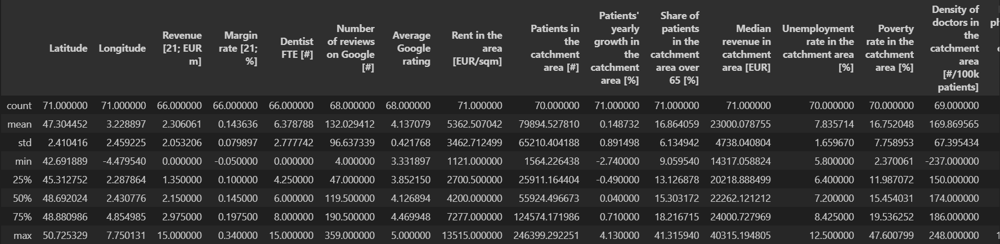 Latitude Longitude Revenue [21; EUR m] Margin rate [21; %] Dentist FTE [#] Number of reviews on Google [#] Average Google rating Rent in the area [EUR/sqm] Patients in the catchment area [#] Patients' yearly growth in the catchment area [%] Share of patients in the catchment area over 65 [%] Median revenue in catchment area [EUR] Unemployment rate in the catchment area [%] Poverty rate in the catchment area [%] Density of doctors in the catchment area [#/100k patients]
count 71.000000 71.000000 66.000000 66.000000 66.000000 68.000000 68.000000 71.000000 70.000000 71.000000 71.000000 71.000000 70.000000 70.000000 69.000000
mean 47.304452 3.228897 2.306061 0.143636 6.378788 132.029412 4.137079 5362.507042 79894.527810 0.148732 16.864059 23000.078755 7.835714 16.752048 169.869565
std 2.410416 2.459225 2.053206 0.079897 2.777742 96.637339 0.421768 3462.712499 65210.404188 0.891498 6.134942 4738.040804 1.659670 7.758953 67.395434
min 42.691889 -4.479540 0.000000 -0.050000 0.000000 4.000000 3.331897 1121.000000 1564.226438 -2.740000 9.059540 14317.058824 5.800000 2.370061 -237.000000
25% 45.312752 2.287864 1.350000 0.100000 4.250000 47.000000 3.852150 2700.500000 25911.164404 -0.490000 13.126878 20218.888499 6.400000 11.987072 150.000000
50% 48.692024 2.430776 2.150000 0.145000 6.000000 119.500000 4.126894 4200.000000 55924.496673 0.040000 15.303172 22262.121212 7.200000 15.454031 174.000000
75% 48.880986 4.854985 2.975000 0.197500 8.000000 190.500000 4.469948 7277.000000 124574.171986 0.710000 18.216715 24000.727969 8.425000 19.536252 186.000000
max 50.725329 7.750131 15.000000 0.340000 15.000000 359.000000 5.000000 13515.000000 246399.292251 4.130000 41.315940 40315.194805 12.500000 47.600799 248.000000